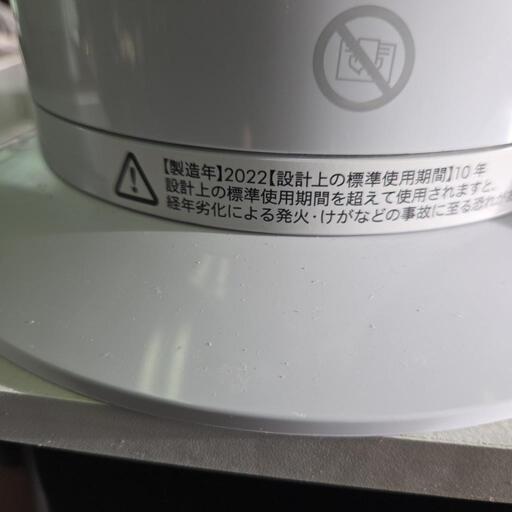 【製造年】2022【設計上の標準使用期間】10年
設計上の標準使用期間を超えて使用されますと、
経年劣化による発火・けがなどの事故に至る恐れが